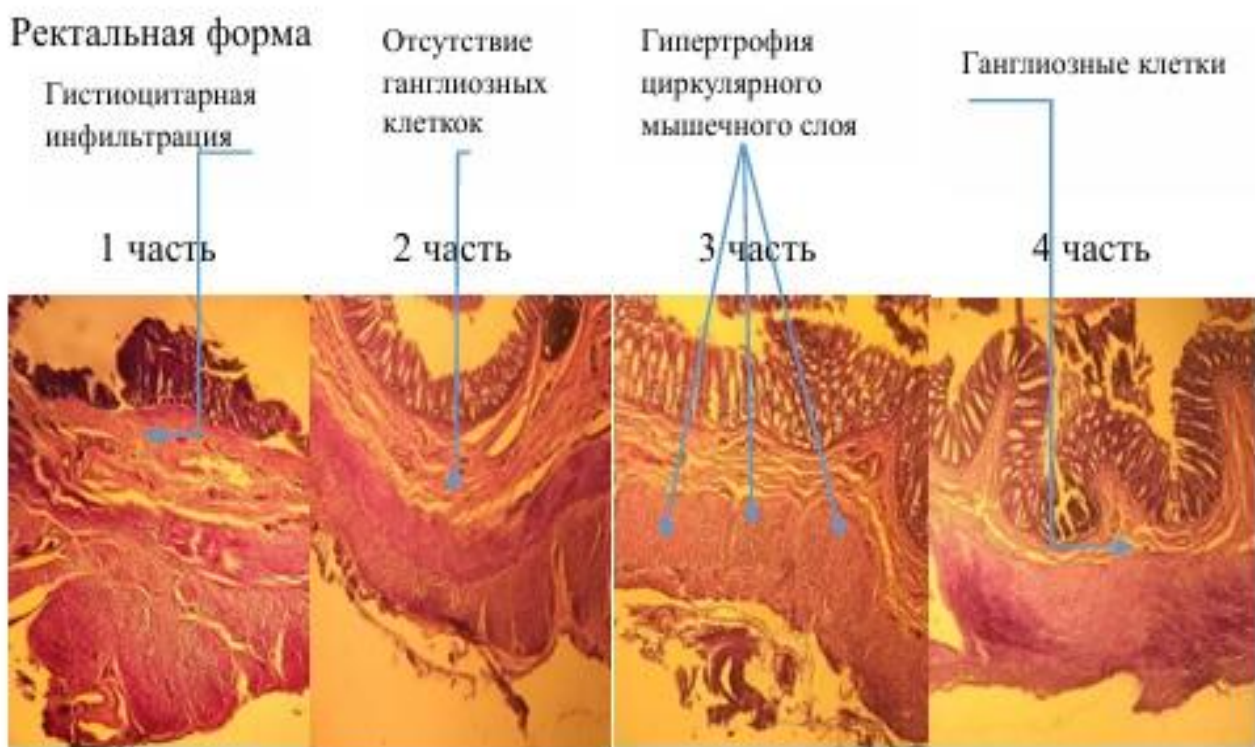 Ректальная форма
Гистиоцитарная
инфильтрация
Отсутствие
ганглиозных
клеткок
Гипертрофия
циркулярного
мышечного слоя
Ганглиозные клетки
1 часть
2 часть
3 часть
4 часть